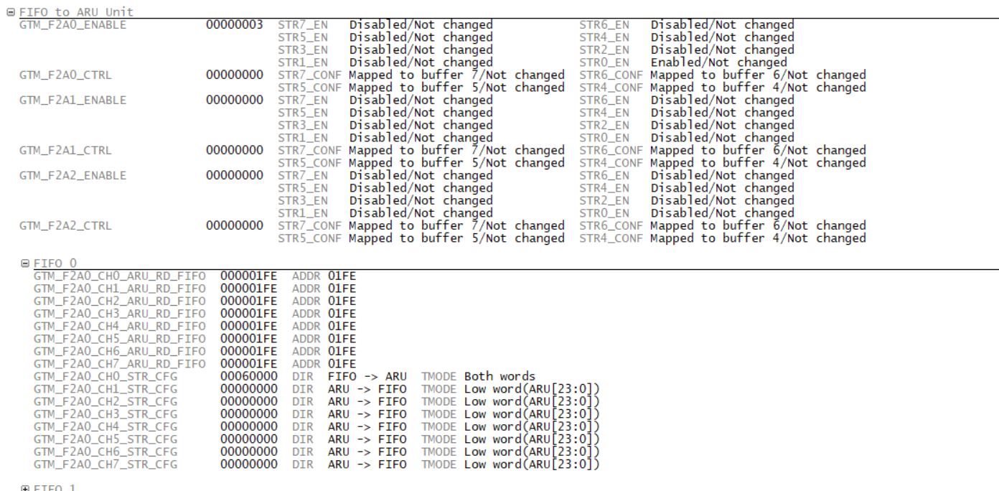 FIFO to ARU Unit
GTM_F2A0_ENABLE 00000003 STR7_EN Disabled/Not changed STR6_EN Disabled/Not changed
STR5_EN Disabled/Not changed STR4_EN Disabled/Not changed
STR3_EN Disabled/Not changed STR2_EN Disabled/Not changed
STR1_EN Disabled/Not changed STR0_EN Enabled/Not changed
GTM_F2A0_CTRL 00000000 STR7_CONF Mapped to buffer 7/Not changed STR6_CONF Mapped to buffer 6/Not changed
STR5_CONF Mapped to buffer 5/Not changed STR4_CONF Mapped to buffer 4/Not changed
GTM_F2A1_ENABLE 00000000 STR7_EN Disabled/Not changed STR6_EN Disabled/Not changed
STR5_EN Disabled/Not changed STR4_EN Disabled/Not changed
STR3_EN Disabled/Not changed STR2_EN Disabled/Not changed
STR1_EN Disabled/Not changed STR0_EN Disabled/Not changed
GTM_F2A1_CTRL 00000000 STR7_CONF Mapped to buffer 7/Not changed STR6_CONF Mapped to buffer 6/Not changed
STR5_CONF Mapped to buffer 5/Not changed STR4_CONF Mapped to buffer 4/Not changed
GTM_F2A2_ENABLE 00000000 STR7_EN Disabled/Not changed STR6_EN Disabled/Not changed
STR5_EN Disabled/Not changed STR4_EN Disabled/Not changed
STR3_EN Disabled/Not changed STR2_EN Disabled/Not changed
STR1_EN Disabled/Not changed STR0_EN Disabled/Not changed
GTM_F2A2_CTRL 00000000 STR7_CONF Mapped to buffer 7/Not changed STR6_CONF Mapped to buffer 6/Not changed
STR5_CONF Mapped to buffer 5/Not changed STR4_CONF Mapped to buffer 4/Not changed
FIFO 0
GTM_F2A0_CH0_ARU_RD_FIFO 000001FE ADDR 01FE
GTM_F2A0_CH1_ARU_RD_FIFO 000001FE ADDR 01FE
GTM_F2A0_CH2_ARU_RD_FIFO 000001FE ADDR 01FE
GTM_F2A0_CH3_ARU_RD_FIFO 000001FE ADDR 01FE
GTM_F2A0_CH4_ARU_RD_FIFO 000001FE ADDR 01FE
GTM_F2A0_CH5_ARU_RD_FIFO 000001FE ADDR 01FE
GTM_F2A0_CH6_ARU_RD_FIFO 000001FE ADDR 01FE
GTM_F2A0_CH7_ARU_RD_FIFO 000001FE ADDR 01FE
GTM_F2A0_CH0_STR_CFG 00060000 DIR FIFO -> ARU TMODE Both words
GTM_F2A0_CH1_STR_CFG 00000000 DIR ARU -> FIFO TMODE Low word(ARU[23:0])
GTM_F2A0_CH2_STR_CFG 00000000 DIR ARU -> FIFO TMODE Low word(ARU[23:0])
GTM_F2A0_CH3_STR_CFG 00000000 DIR ARU -> FIFO TMODE Low word(ARU[23:0])
GTM_F2A0_CH4_STR_CFG 00000000 DIR ARU -> FIFO TMODE Low word(ARU[23:0])
GTM_F2A0_CH5_STR_CFG 00000000 DIR ARU -> FIFO TMODE Low word(ARU[23:0])
GTM_F2A0_CH6_STR_CFG 00000000 DIR ARU -> FIFO TMODE Low word(ARU[23:0])
GTM_F2A0_CH7_STR_CFG 00000000 DIR ARU -> FIFO TMODE Low word(ARU[23:0])
FIFO 1